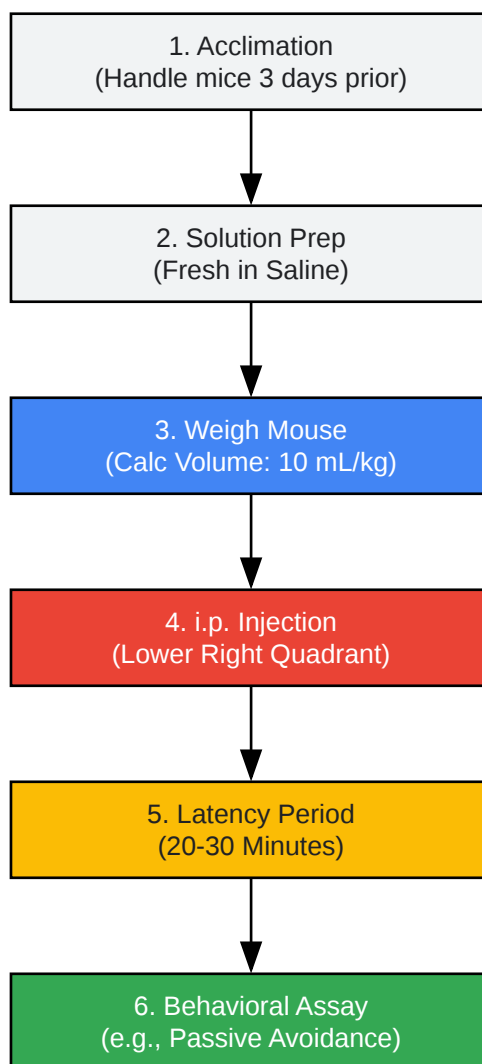 1. Acclimation
(Handle mice 3 days prior)
2. Solution Prep
(Fresh in Saline)
3. Weigh Mouse
(Calc Volume: 10 mL/kg)
4. i.p. Injection
(Lower Right Quadrant)
5. Latency Period
(20-30 Minutes)
6. Behavioral Assay
(e.g., Passive Avoidance)